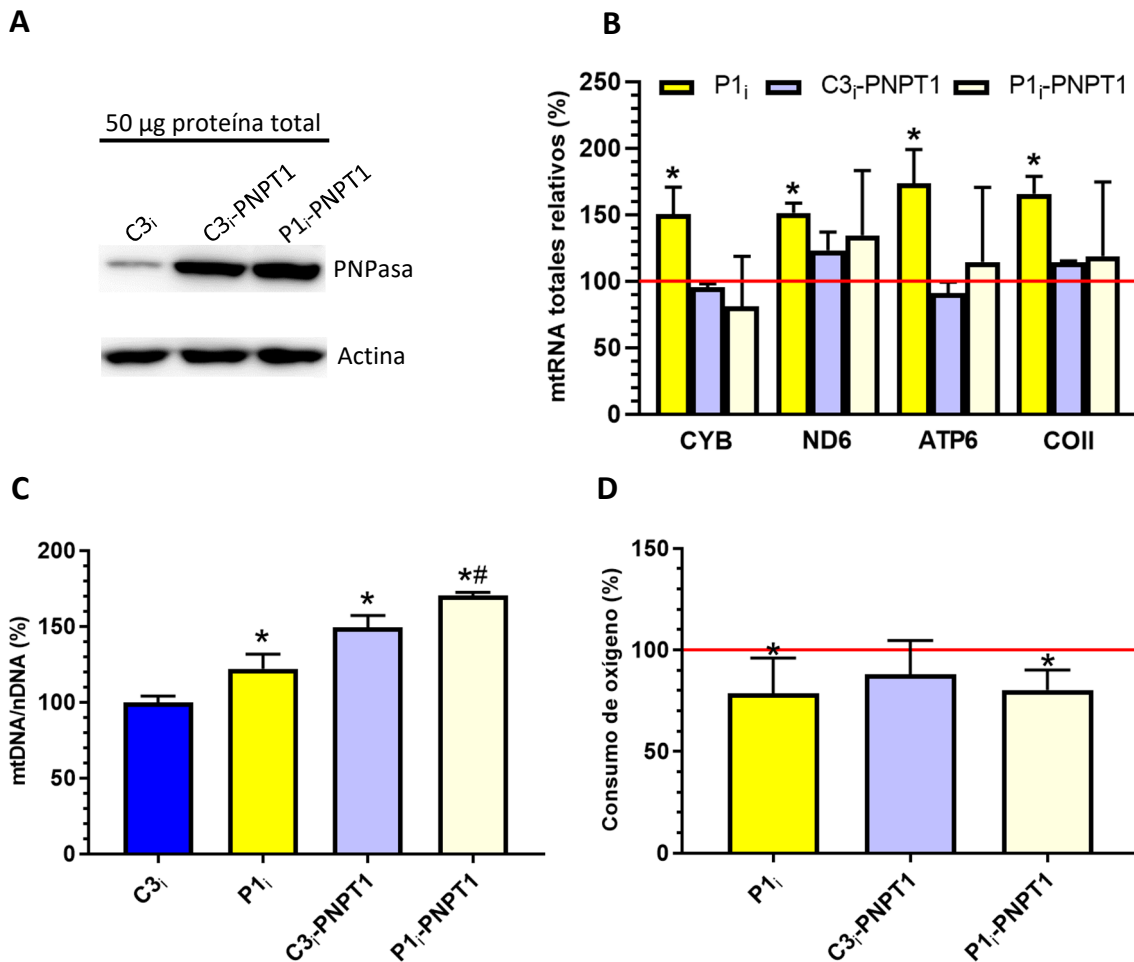 A
50 µg proteína total
C3i
C3i-PNPT1
P1i-PNPT1
PNPasa
Actina
B
mtRNA totales relativos (%)
250
200
150
100
50
0
P1i
C3i-PNPT1
P1i-PNPT1
*
*
*
*
CYB
ND6
ATP6
COII
C
mtDNA/nDNA (%)
200
150
100
50
0
*
*
*#
C3i
P1i
C3i-PNPT1
P1i-PNPT1
D
Consumo de oxígeno (%)
150
100
50
0
*
*
P1i
C3i-PNPT1
P1i-PNPT1